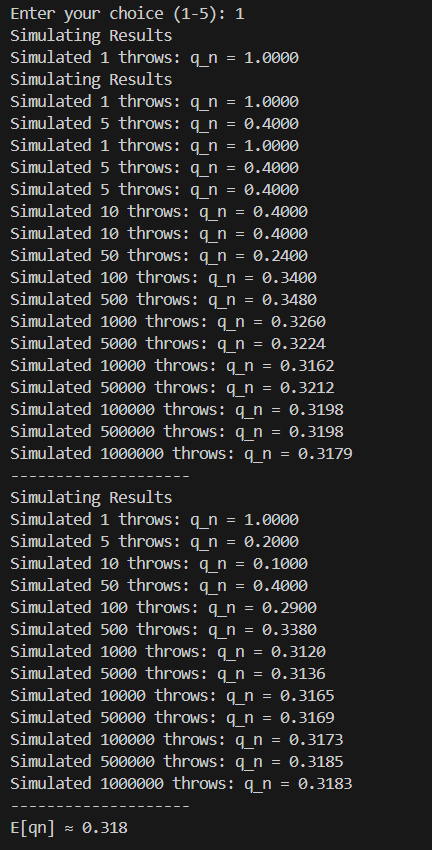 Enter your choice (1-5): 1
Simulating Results
Simulated 1 throws: q_n = 1.0000
Simulating Results
Simulated 1 throws: q_n = 1.0000
Simulated 5 throws: q_n = 0.4000
Simulated 1 throws: q_n = 1.0000
Simulated 5 throws: q_n = 0.4000
Simulated 5 throws: q_n = 0.4000
Simulated 10 throws: q_n = 0.4000
Simulated 10 throws: q_n = 0.4000
Simulated 50 throws: q_n = 0.2400
Simulated 100 throws: q_n = 0.3400
Simulated 500 throws: q_n = 0.3480
Simulated 1000 throws: q_n = 0.3260
Simulated 5000 throws: q_n = 0.3224
Simulated 10000 throws: q_n = 0.3162
Simulated 50000 throws: q_n = 0.3212
Simulated 100000 throws: q_n = 0.3198
Simulated 500000 throws: q_n = 0.3198
Simulated 1000000 throws: q_n = 0.3179
--------------------
Simulating Results
Simulated 1 throws: q_n = 1.0000
Simulated 5 throws: q_n = 0.2000
Simulated 10 throws: q_n = 0.1000
Simulated 50 throws: q_n = 0.4000
Simulated 100 throws: q_n = 0.2900
Simulated 500 throws: q_n = 0.3380
Simulated 1000 throws: q_n = 0.3120
Simulated 5000 throws: q_n = 0.3136
Simulated 10000 throws: q_n = 0.3165
Simulated 50000 throws: q_n = 0.3169
Simulated 100000 throws: q_n = 0.3173
Simulated 500000 throws: q_n = 0.3185
Simulated 1000000 throws: q_n = 0.3183
--------------------
E[qn] ≈ 0.318